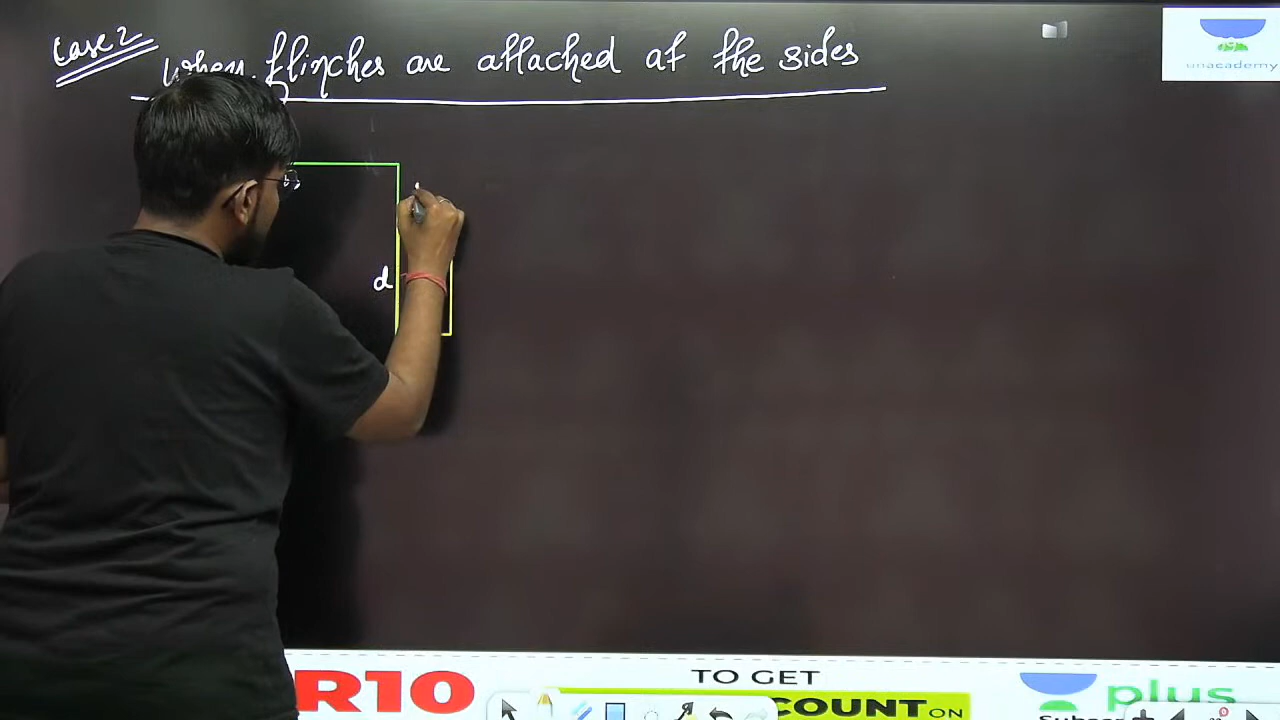 Case 2
When flinches are attached at the sides
unacademy
d
R10
TO GET
COUNT ON
plus